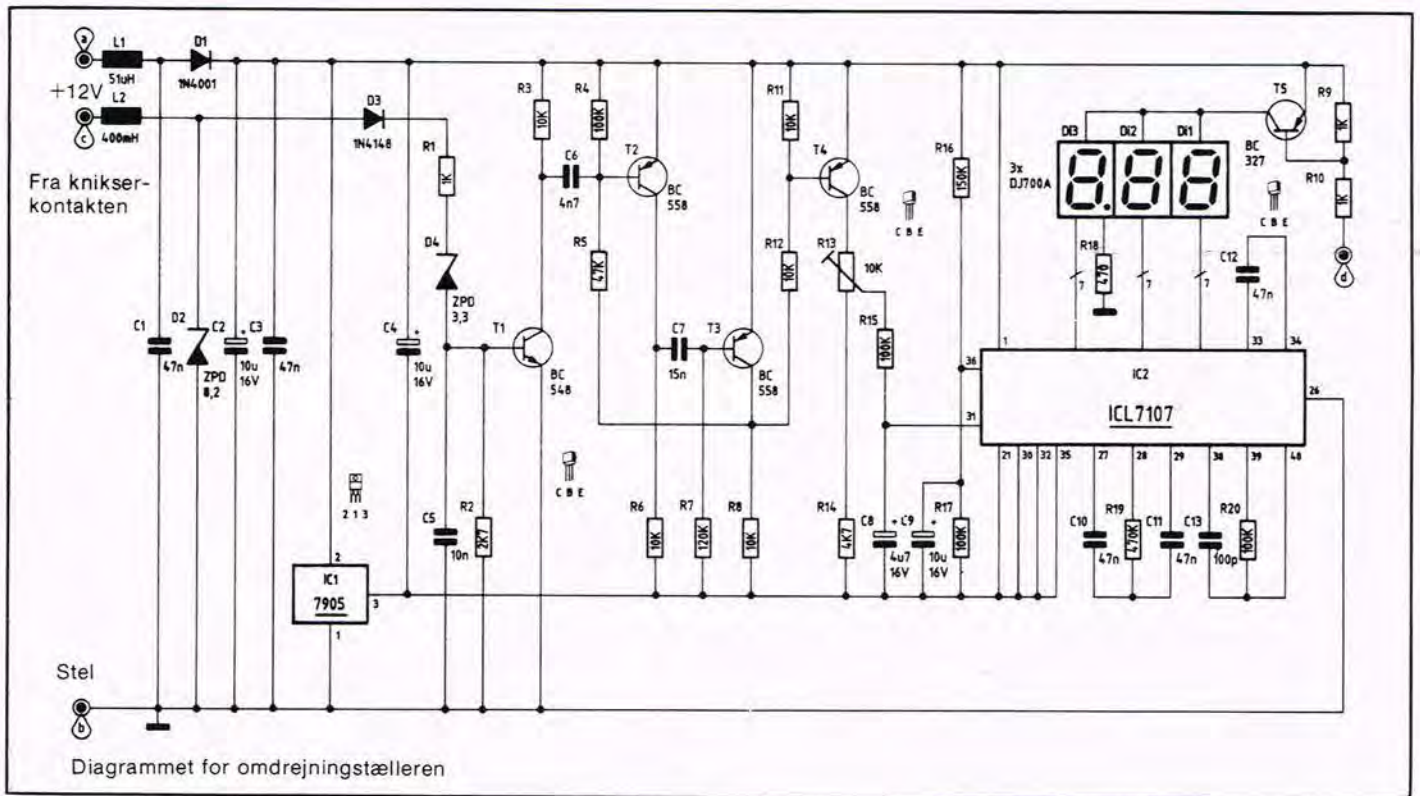 a
L1
51uH
D1
1N4001
+12V
L2
400mH
c
D3
1N4148
Fra knikser-
kontakten
R1
1K
D4
ZPD
3,3
C1
47n
D2
ZPD
8,2
C2
+
10u
16V
C3
47n
C4
+
10u
16V
R3
10K
R4
100K
C6
4n7
T2
BC
558
R5
47K
T1
BC
548
C B E
C5
10n
R2
2K7
C7
15n
T3
BC
558
R11
10K
T4
BC
558
C B E
R12
10K
R13
10K
R15
100K
R6
10K
R7
120K
R8
10K
R14
4K7
C8
+
4u7
16V
C9
+
10u
16V
R16
150K
R17
100K
2 1 3
2
IC1
7905
3
1
3x
DJ700A
Di3
Di2
Di1
T5
BC
327
C B E
R9
1K
R10
1K
d
R18
470
7
7
7
C12
47n
1
33
34
36
31
IC2
ICL7107
26
21
30
32
35
27
28
29
38
39
40
C10
47n
R19
470K
C11
47n
C13
100p
R20
100K
Stel
b
Diagrammet for omdrejningstælleren